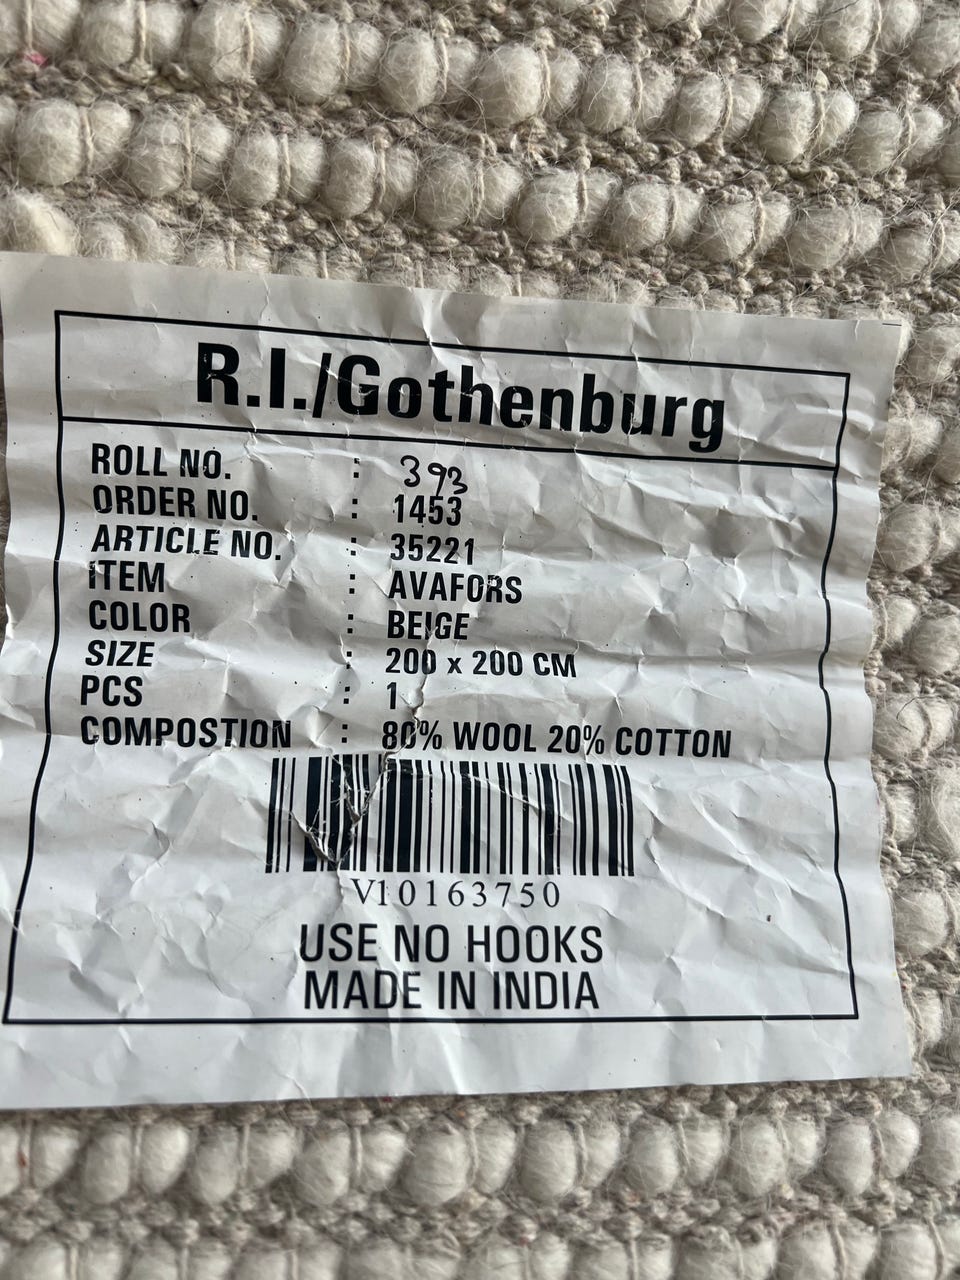 R.I./Gothenburg
ROLL NO. : 393
ORDER NO. : 1453
ARTICLE NO. : 35221
ITEM : AVAFORS
COLOR : BEIGE
SIZE : 200 x 200 CM
PCS : 1
COMPOSTION : 80% WOOL 20% COTTON
V10163750
USE NO HOOKS
MADE IN INDIA